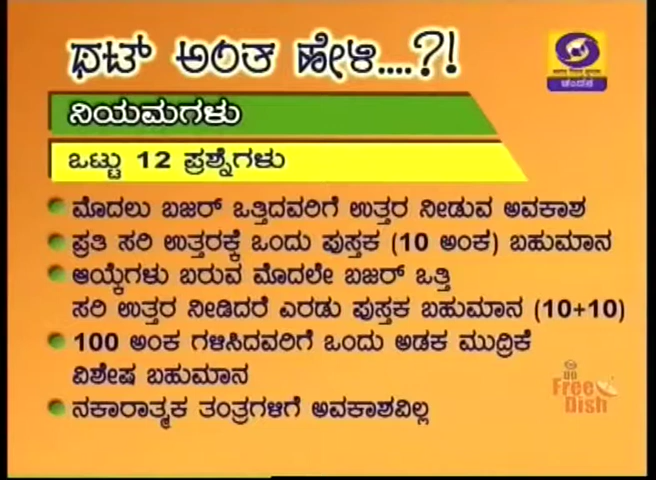 ಥಟ್ ಅಂತ ಹೇಳಿ....?!
ಚಂದನ
ನಿಯಮಗಳು
ಒಟ್ಟು 12 ಪ್ರಶ್ನೆಗಳು
ಮೊದಲು ಬಜರ್ ಒತ್ತಿದವರಿಗೆ ಉತ್ತರ ನೀಡುವ ಅವಕಾಶ
ಪ್ರತಿ ಸರಿ ಉತ್ತರಕ್ಕೆ ಒಂದು ಪುಸ್ತಕ (10 ಅಂಕ) ಬಹುಮಾನ
ಆಯ್ಕೆಗಳು ಬರುವ ಮೊದಲೇ ಬಜರ್ ಒತ್ತಿ
ಸರಿ ಉತ್ತರ ನೀಡಿದರೆ ಎರಡು ಪುಸ್ತಕ ಬಹುಮಾನ (10+10)
100 ಅಂಕ ಗಳಿಸಿದವರಿಗೆ ಒಂದು ಅಡಕ ಮುದ್ರಿಕೆ
ವಿಶೇಷ ಬಹುಮಾನ
ನಕಾರಾತ್ಮಕ ತಂತ್ರಗಳಿಗೆ ಅವಕಾಶವಿಲ್ಲ
DD
Free
Dish